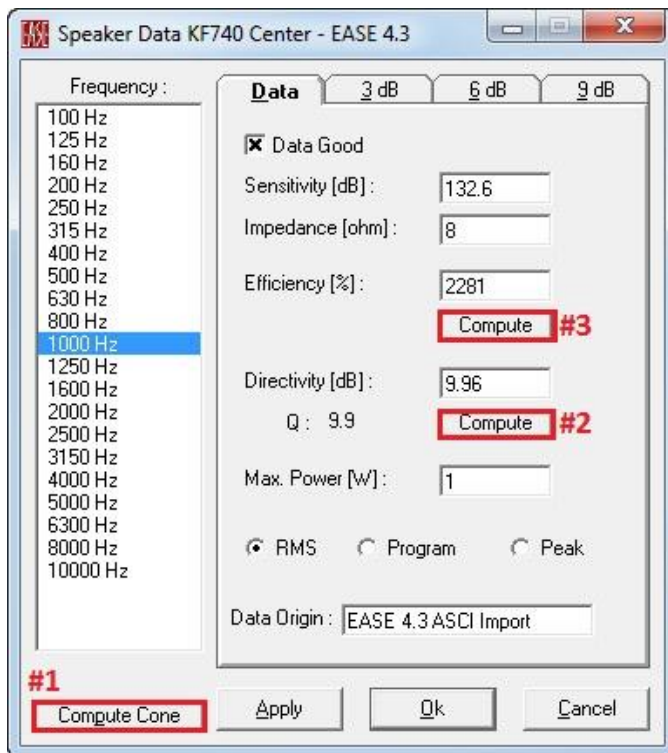 EASE Speaker Data KF740 Center - EASE 4.3
Frequency :
100 Hz
125 Hz
160 Hz
200 Hz
250 Hz
315 Hz
400 Hz
500 Hz
630 Hz
800 Hz
1000 Hz
1250 Hz
1600 Hz
2000 Hz
2500 Hz
3150 Hz
4000 Hz
5000 Hz
6300 Hz
8000 Hz
10000 Hz
#1
Compute Cone
Data 3 dB 6 dB 9 dB
Data Good
Sensitivity [dB] : 132.6
Impedance [ohm] : 8
Efficiency [%] : 2281
Compute #3
Directivity [dB] : 9.96
Q : 9.9 Compute #2
Max. Power [W] : 1
RMS Program Peak
Data Origin : EASE 4.3 ASCI Import
Apply Ok Cancel